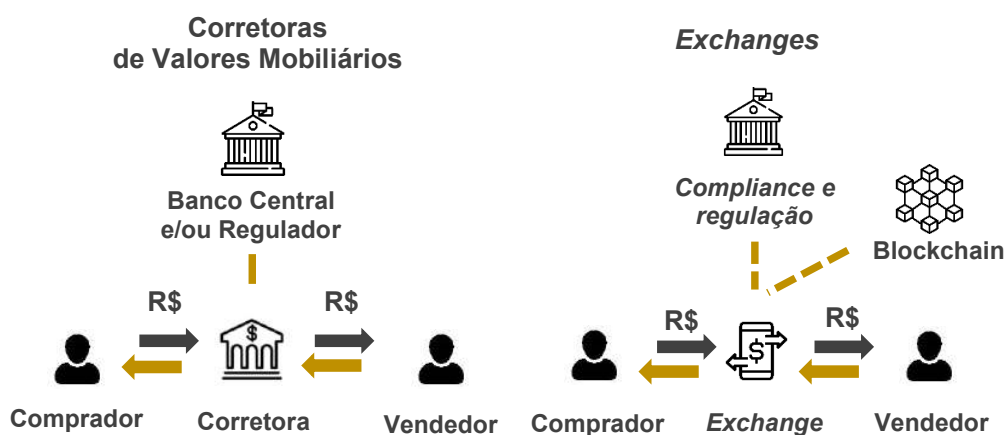 Corretoras
de Valores Mobiliários
Banco Central
e/ou Regulador
R$
R$
$
Comprador
Corretora
Vendedor
Exchanges
Compliance e
regulação
Blockchain
R$
R$
$
Comprador
Exchange
Vendedor